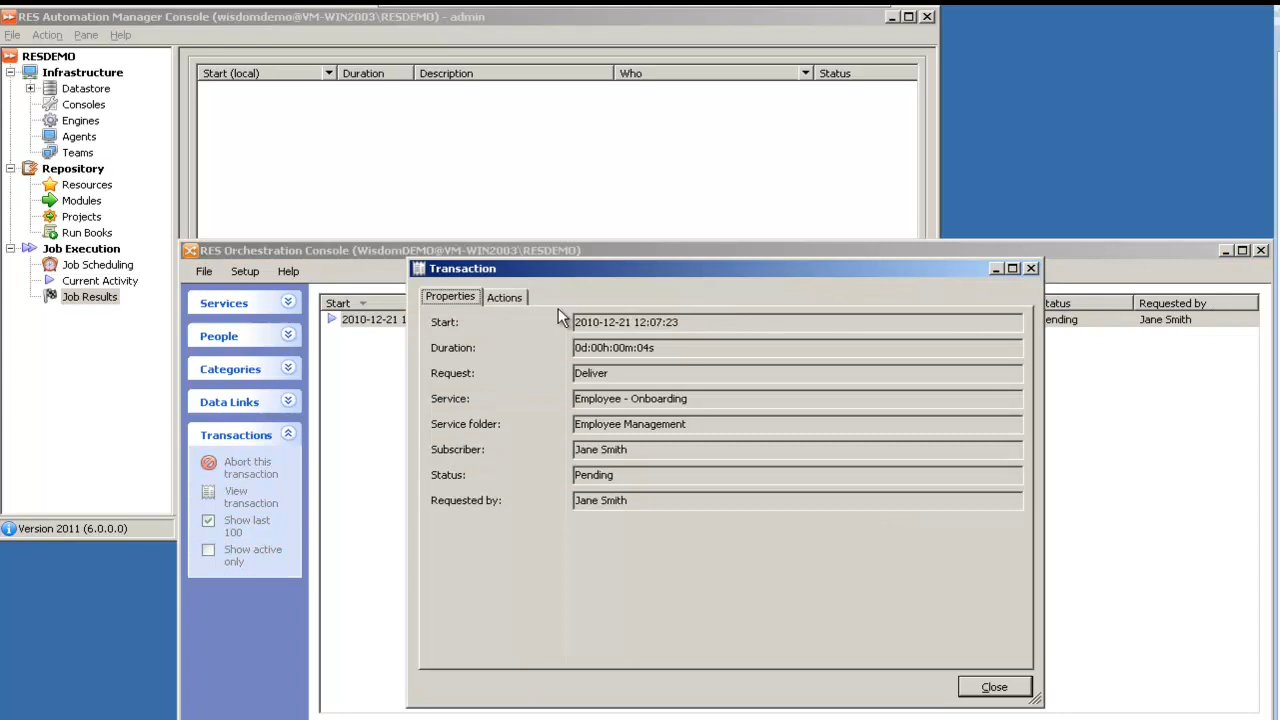 RES Automation Manager Console (wisdomdemo@VM-WIN2003\RESDEMO) - admin
File Action Pane Help
RESDEMO
Infrastructure
Datastore
Consoles
Engines
Agents
Teams
Repository
Resources
Modules
Projects
Run Books
Job Execution
Job Scheduling
Current Activity
Job Results
Version 2011 (6.0.0.0)
Start (local) Duration Description Who Status
RES Orchestration Console (WisdomDEMO@VM-WIN2003\RESDEMO)
File Setup Help
Services
People
Categories
Data Links
Transactions
Abort this
transaction
View
transaction
Show last
100
Show active
only
Start tatus Requested by
2010-12-21 1 ending Jane Smith
Transaction
Properties Actions
Start: 2010-12-21 12:07:23
Duration: 0d:00h:00m:04s
Request: Deliver
Service: Employee - Onboarding
Service folder: Employee Management
Subscriber: Jane Smith
Status: Pending
Requested by: Jane Smith
Close